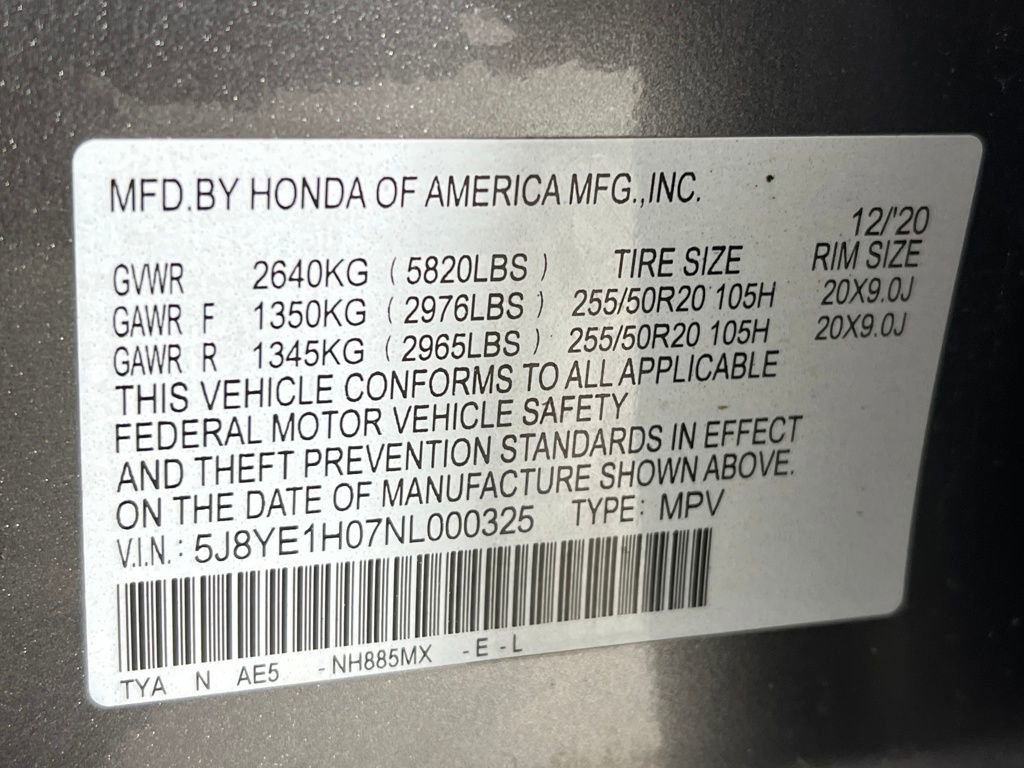 MFD.BY HONDA OF AMERICA MFG.,INC.
12/'20
GVWR 2640KG ( 5820LBS ) TIRE SIZE RIM SIZE
GAWR F 1350KG ( 2976LBS ) 255/50R20 105H 20X9.0J
GAWR R 1345KG ( 2965LBS ) 255/50R20 105H 20X9.0J
THIS VEHICLE CONFORMS TO ALL APPLICABLE
FEDERAL MOTOR VEHICLE SAFETY
AND THEFT PREVENTION STANDARDS IN EFFECT
ON THE DATE OF MANUFACTURE SHOWN ABOVE.
V.I.N.: 5J8YE1H07NL000325 TYPE: MPV
TYA N AE5 -NH885MX -E-L